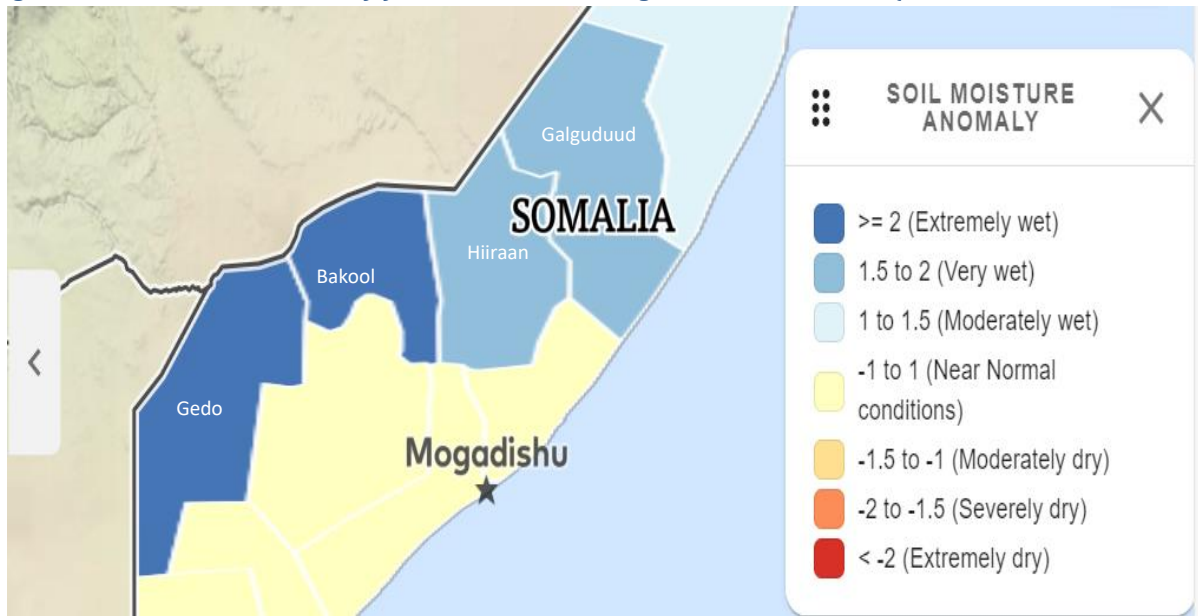 Galguduud
SOMALIA
Hiiraan
Bakool
Gedo
Mogadishu
SOIL MOISTURE
ANOMALY
>= 2 (Extremely wet)
1.5 to 2 (Very wet)
1 to 1.5 (Moderately wet)
-1 to 1 (Near Normal
conditions)
-1.5 to -1 (Moderately dry)
-2 to -1.5 (Severely dry)
< -2 (Extremely dry)